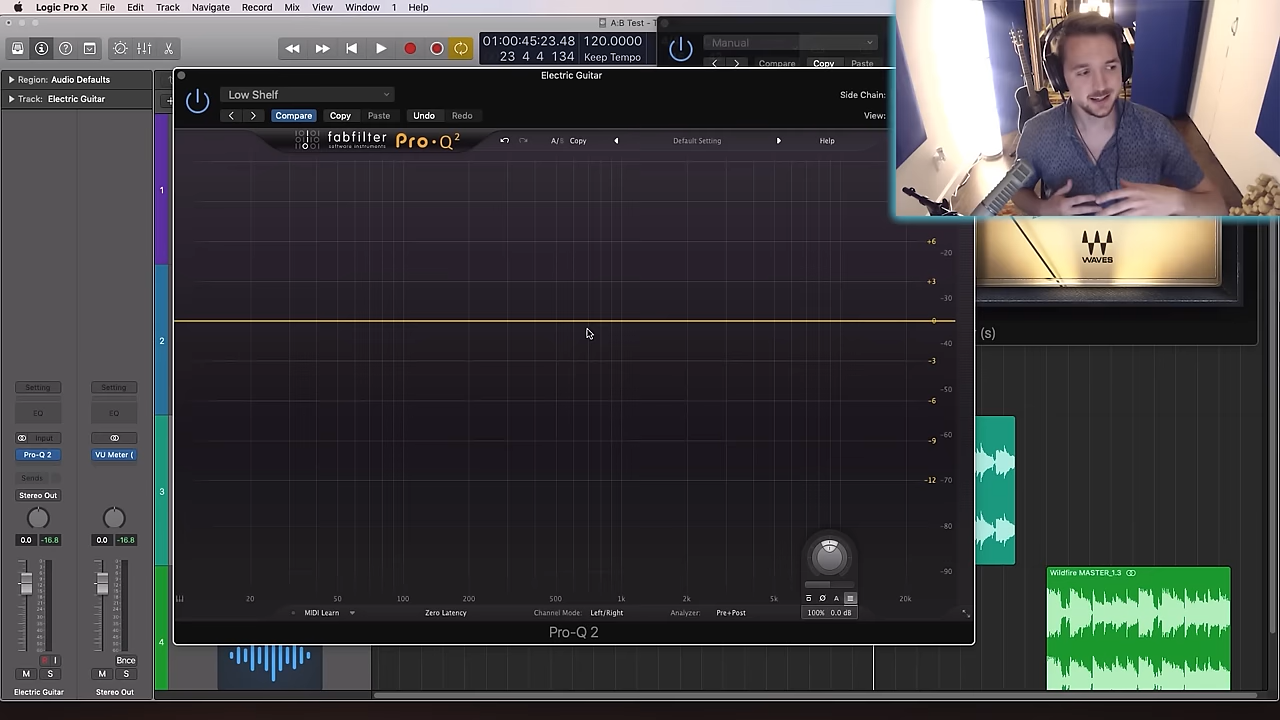 Logic Pro X File Edit Track Navigate Record Mix View Window 1 Help
A:B Test - T
01:00:45:23.48 120.0000
23 4 4 134 Keep Tempo
Manual
Compare Copy Paste
Region: Audio Defaults
Track: Electric Guitar
Electric Guitar
Low Shelf
Side Chain:
Compare Copy Paste Undo Redo
View:
fabfilter Pro·Q²
software instruments
A/B Copy Default Setting Help
+6
-20
+3
-30
0
-40
-3
-50
-6
-60
-9
-12 -70
-80
-90
20 50 100 200 500 1k 2k 5k 20k
MIDI Learn Zero Latency Channel Mode: Left/Right Analyzer: Pre+Post 100% 0.0 dB
Pro-Q 2
WAVES
(s)
1
2
3
4
Setting Setting
EQ EQ
Input
Pro-Q 2 VU Meter (
Sends
Stereo Out
0.0 -16.8 0.0 -16.8
R I Bnce
M S M S
Electric Guitar Stereo Out
Wildfire MASTER_1.3